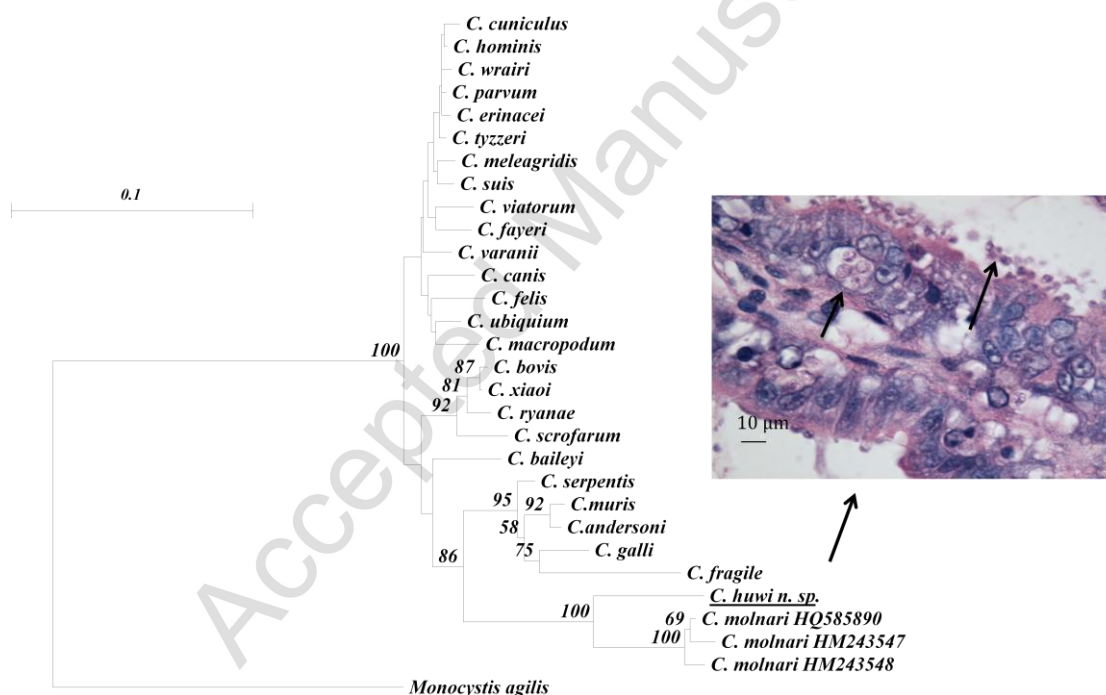 C. cuniculus
C. hominis
C. wrairi
C. parvum
C. erinacei
C. tyzzeri
C. meleagridis
C. suis
0.1
C. viatorum
C. fayeri
C. varanii
C. canis
C. felis
C. ubiquium
C. macropodum
100
87
C. bovis
81
C. xiaoi
92
C. ryanae
C. scrofarum
10 µm
C. baileyi
C. serpentis
95
92
C.muris
58
C.andersoni
86
75
C. galli
C. fragile
C. huwi n. sp.
100
69
C. molnari HQ585890
100
C. molnari HM243547
C. molnari HM243548
Monocystis agilis
Accepted Manus